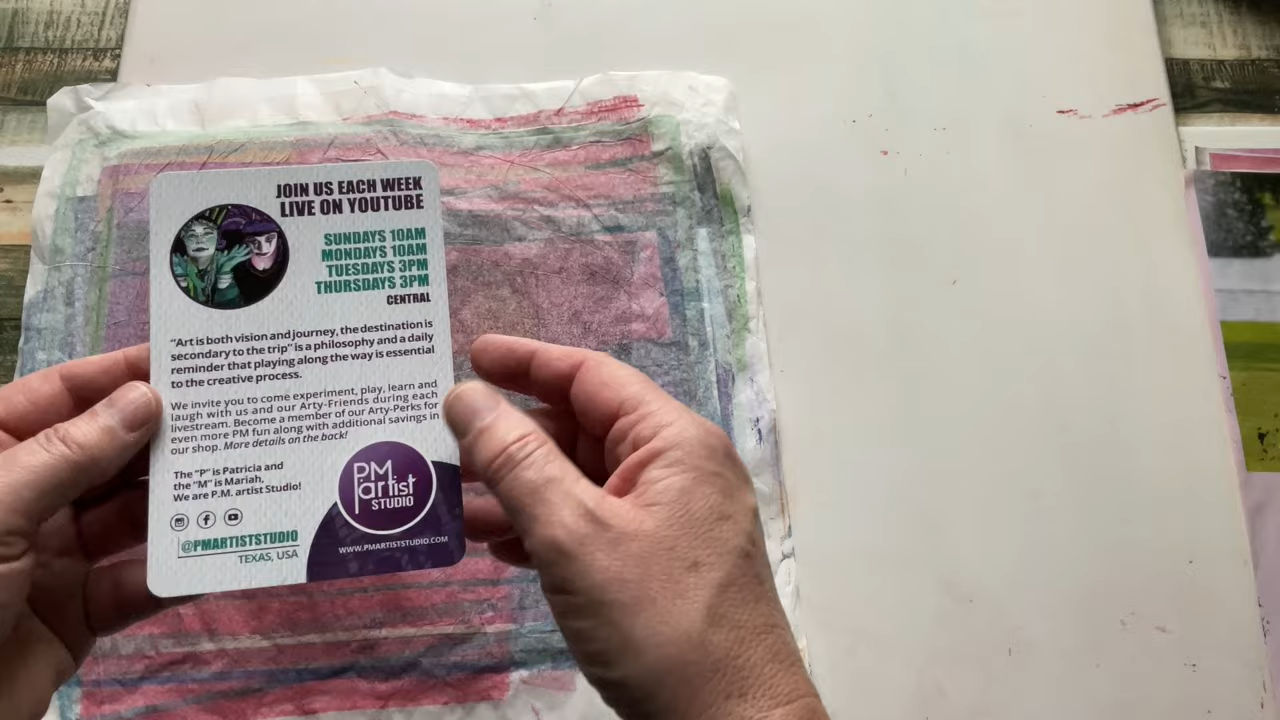 JOIN US EACH WEEK
LIVE ON YOUTUBE
SUNDAYS 10AM
MONDAYS 10AM
TUESDAYS 3PM
THURSDAYS 3PM
CENTRAL
“Art is both vision and journey, the destination is
secondary to the trip” is a philosophy and a daily
reminder that playing along the way is essential
to the creative process.
We invite you to come experiment, play, learn and
laugh with us and our Arty-Friends during each
livestream. Become a member of our Arty-Perks for
even more PM fun along with additional savings in
our shop. More details on the back!
The “P” is Patricia and
the “M” is Mariah,
We are P.M. artist Studio!
PM
artist
STUDIO
@PMARTISTSTUDIO
TEXAS, USA
WWW.PMARTISTSTUDIO.COM